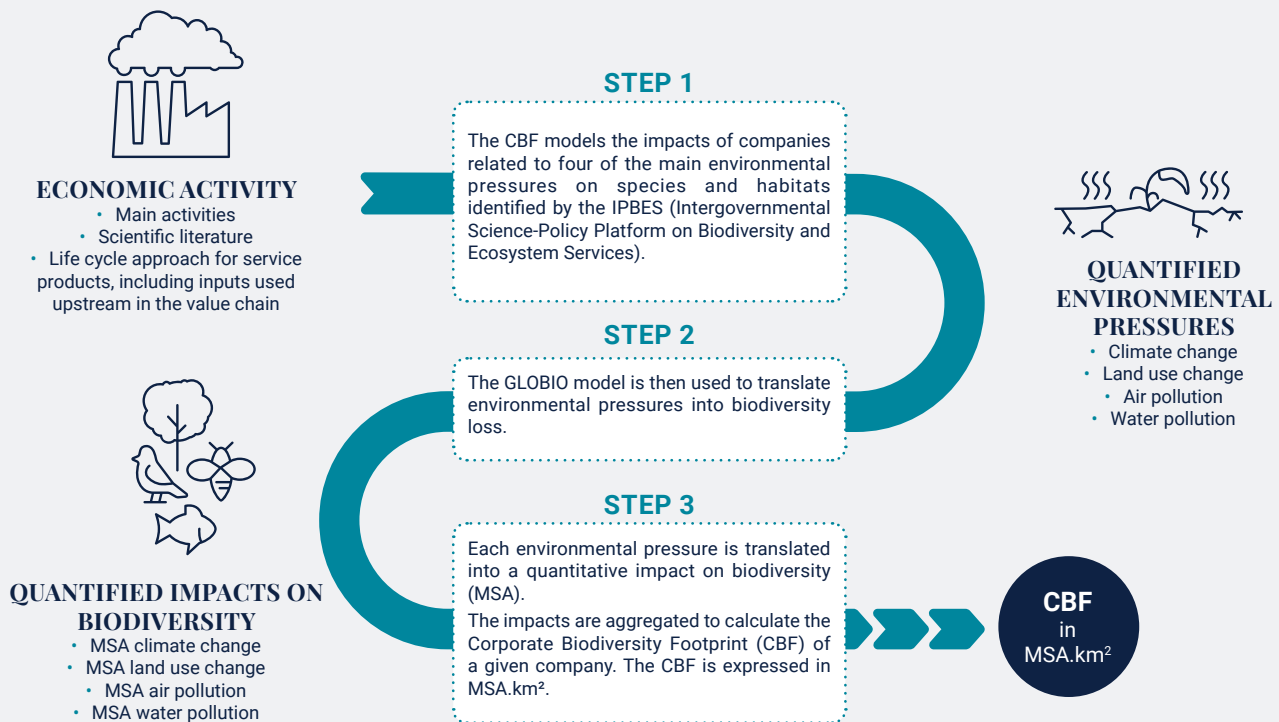 STEP 1
The CBF models the impacts of companies
related to four of the main environmental
pressures on species and habitats
identified by the IPBES (Intergovernmental
Science-Policy Platform on Biodiversity and
Ecosystem Services).
ECONOMIC ACTIVITY
• Main activities
• Scientific literature
• Life cycle approach for service
products, including inputs used
upstream in the value chain
QUANTIFIED
ENVIRONMENTAL
PRESSURES
• Climate change
• Land use change
• Air pollution
• Water pollution
STEP 2
The GLOBIO model is then used to translate
environmental pressures into biodiversity
loss.
QUANTIFIED IMPACTS ON
BIODIVERSITY
• MSA climate change
• MSA land use change
• MSA air pollution
• MSA water pollution
STEP 3
Each environmental pressure is translated
into a quantitative impact on biodiversity
(MSA).
The impacts are aggregated to calculate the
Corporate Biodiversity Footprint (CBF) of
a given company. The CBF is expressed in
MSA.km².
CBF
in
MSA.km²